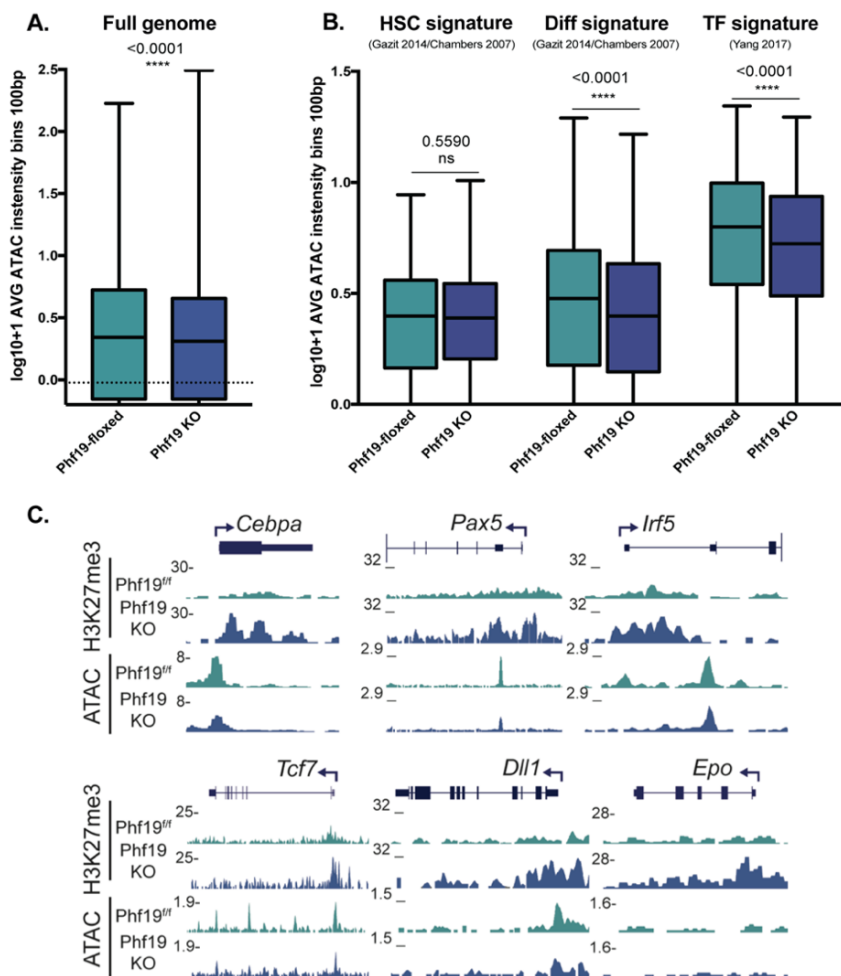 A.
Full genome
<0.0001
****
log10+1 AVG ATAC instensity bins 100bp
2.5
2.0
1.5
1.0
0.5
0.0
Phf19-floxed
Phf19 KO
B.
HSC signature
(Gazit 2014/Chambers 2007)
Diff signature
(Gazit 2014/Chambers 2007)
TF signature
(Yang 2017)
log10+1 AVG ATAC intensity bins 100bp
1.5
1.0
0.5
0.0
0.5590
ns
<0.0001
****
<0.0001
****
Phf19-floxed
Phf19 KO
Phf19-floxed
Phf19 KO
Phf19-floxed
Phf19 KO
C.
Cebpa
Pax5
Irf5
H3K27me3
Phf19f/f
Phf19
KO
ATAC
Phf19f/f
Phf19
KO
30-
30-
8-
8-
32
32
2.9
2.9
32
32
2.9
2.9
Tcf7
Dll1
Epo
H3K27me3
Phf19f/f
Phf19
KO
ATAC
Phf19f/f
Phf19
KO
25-
25-
1.9-
1.9-
32
32
1.5
1.5
28-
28-
1.6-
1.6-